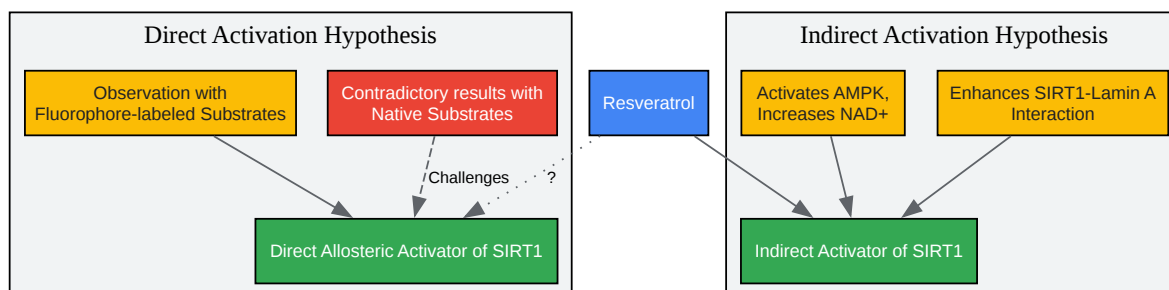 Direct Activation Hypothesis
Observation with
Fluorophore-labeled Substrates
Contradictory results with
Native Substrates
Challenges
?
Direct Allosteric Activator of SIRT1
Resveratrol
Indirect Activation Hypothesis
Activates AMPK,
Increases NAD+
Enhances SIRT1-Lamin A
Interaction
Indirect Activator of SIRT1